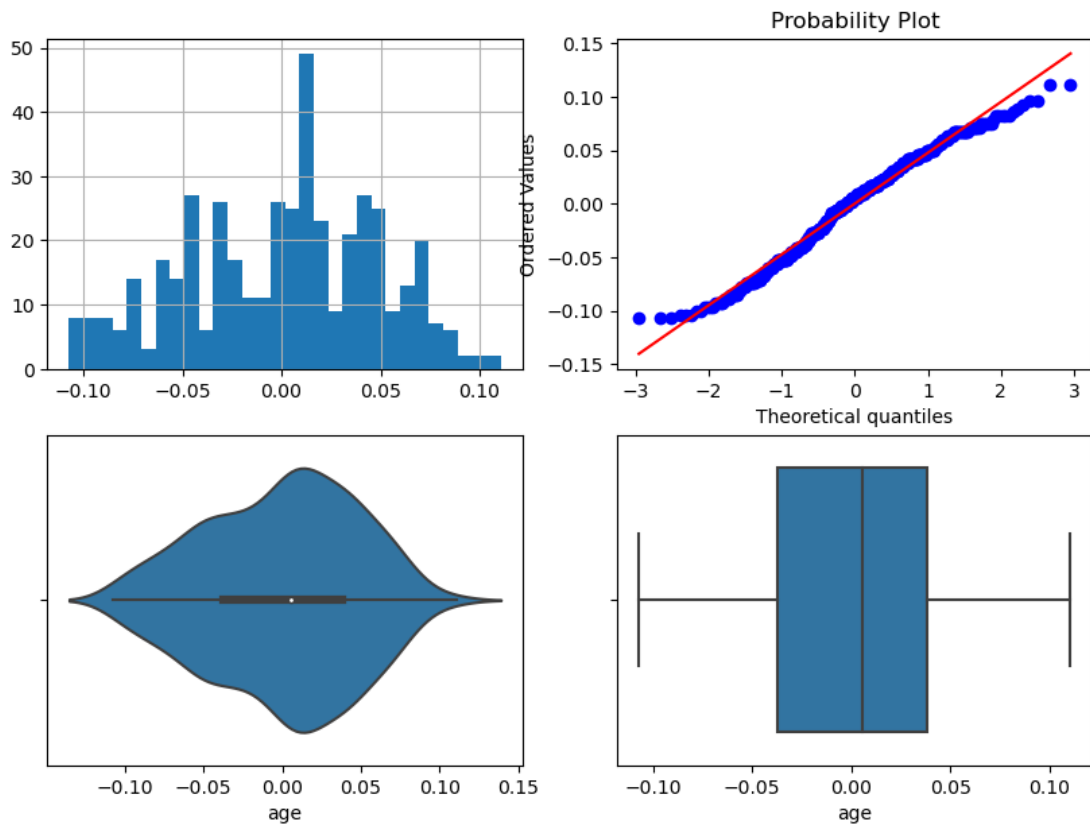 Probability Plot
50
40
30
20
10
0
−0.10 −0.05 0.00 0.05 0.10
Ordered Values
0.15
0.10
0.05
0.00
−0.05
−0.10
−0.15
−3 −2 −1 0 1 2 3
Theoretical quantiles
−0.10 −0.05 0.00 0.05 0.10 0.15
age
−0.10 −0.05 0.00 0.05 0.10
age